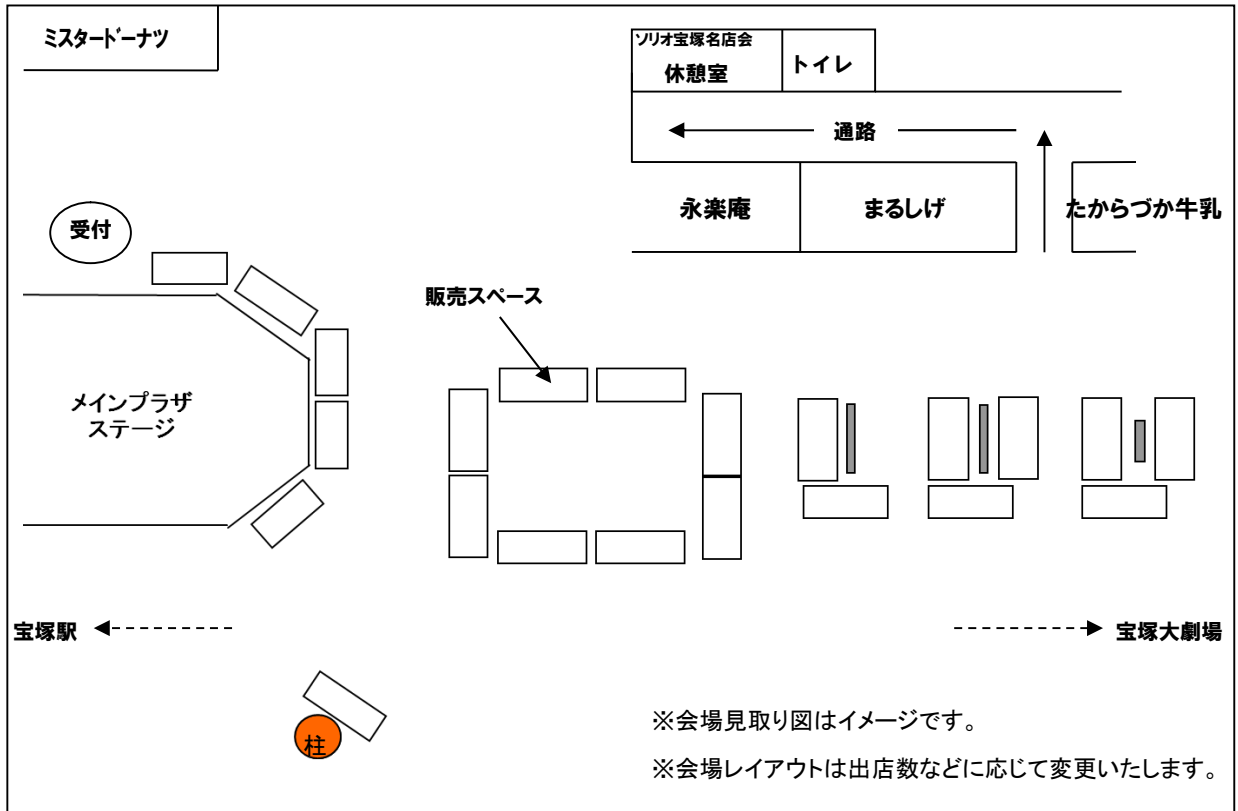 ミスタードーナツ
ソリオ宝塚名店会
休憩室
トイレ
通路
永楽庵
まるしげ
たからづか牛乳
受付
販売スペース
メインプラザ
ステージ
宝塚駅
宝塚大劇場
柱
※会場見取り図はイメージです。
※会場レイアウトは出店数などに応じて変更いたします。